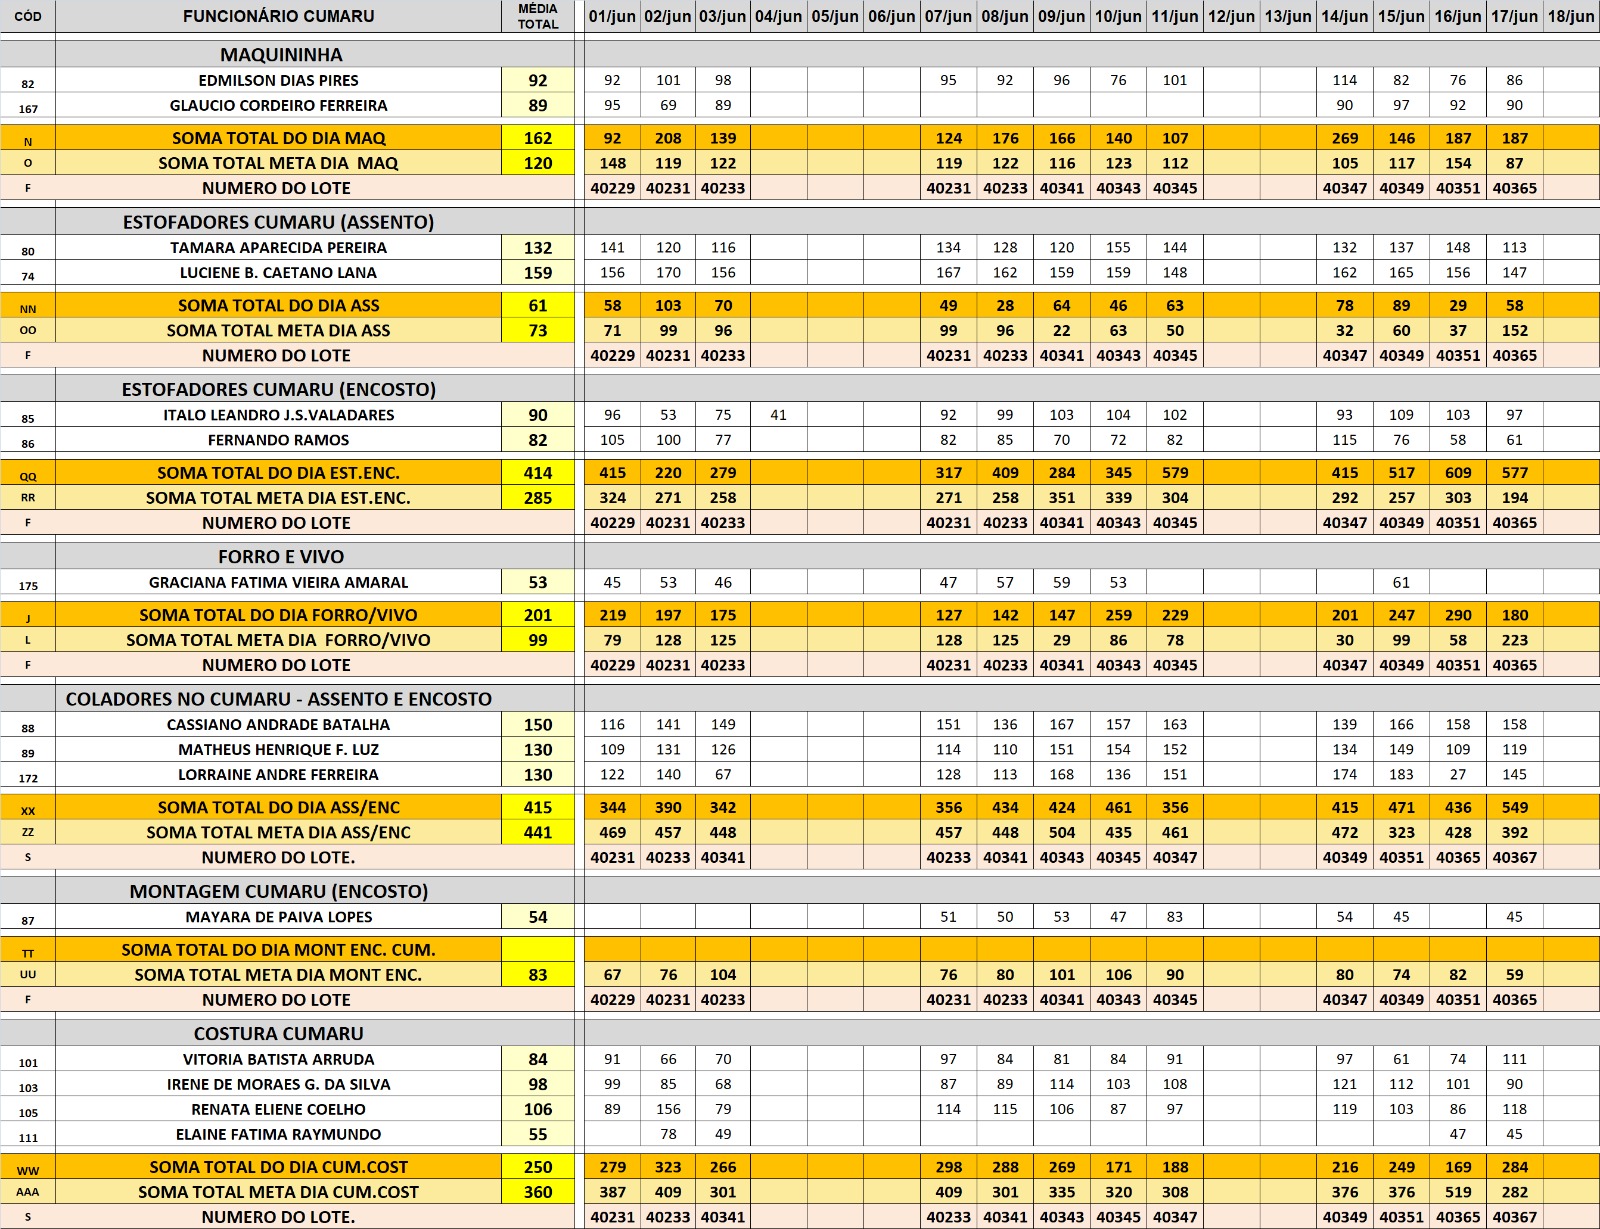 CÓD FUNCIONÁRIO CUMARU MÉDIA TOTAL 01/jun 02/jun 03/jun 04/jun 05/jun 06/jun 07/jun 08/jun 09/jun 10/jun 11/jun 12/jun 13/jun 14/jun 15/jun 16/jun 17/jun 18/jun
MAQUININHA
82 EDMILSON DIAS PIRES 92 92 101 98 95 92 96 76 101 114 82 76 86
167 GLAUCIO CORDEIRO FERREIRA 89 95 69 89 90 97 92 90
N SOMA TOTAL DO DIA MAQ 162 92 208 139 124 176 166 140 107 269 146 187 187
O SOMA TOTAL META DIA MAQ 120 148 119 122 119 122 116 123 112 105 117 154 87
F NUMERO DO LOTE 40229 40231 40233 40231 40233 40341 40343 40345 40347 40349 40351 40365
ESTOFADORES CUMARU (ASSENTO)
80 TAMARA APARECIDA PEREIRA 132 141 120 116 134 128 120 155 144 132 137 148 113
74 LUCIENE B. CAETANO LANA 159 156 170 156 167 162 159 159 148 162 165 156 147
NN SOMA TOTAL DO DIA ASS 61 58 103 70 49 28 64 46 63 78 89 29 58
OO SOMA TOTAL META DIA ASS 73 71 99 96 99 96 22 63 50 32 60 37 152
F NUMERO DO LOTE 40229 40231 40233 40231 40233 40341 40343 40345 40347 40349 40351 40365
ESTOFADORES CUMARU (ENCOSTO)
85 ITALO LEANDRO J.S.VALADARES 90 96 53 75 41 92 99 103 104 102 93 109 103 97
86 FERNANDO RAMOS 82 105 100 77 82 85 70 72 82 115 76 58 61
QQ SOMA TOTAL DO DIA EST.ENC. 414 415 220 279 317 409 284 345 579 415 517 609 577
RR SOMA TOTAL META DIA EST.ENC. 285 324 271 258 271 258 351 339 304 292 257 303 194
F NUMERO DO LOTE 40229 40231 40233 40231 40233 40341 40343 40345 40347 40349 40351 40365
FORRO E VIVO
175 GRACIANA FATIMA VIEIRA AMARAL 53 45 53 46 47 57 59 53 61
J SOMA TOTAL DO DIA FORRO/VIVO 201 219 197 175 127 142 147 259 229 201 247 290 180
L SOMA TOTAL META DIA FORRO/VIVO 99 79 128 125 128 125 29 86 78 30 99 58 223
F NUMERO DO LOTE 40229 40231 40233 40231 40233 40341 40343 40345 40347 40349 40351 40365
COLADORES NO CUMARU - ASSENTO E ENCOSTO
88 CASSIANO ANDRADE BATALHA 150 116 141 149 151 136 167 157 163 139 166 158 158
89 MATHEUS HENRIQUE F. LUZ 130 109 131 126 114 110 151 154 152 134 149 109 119
172 LORRAINE ANDRE FERREIRA 130 122 140 67 128 113 168 136 151 174 183 27 145
XX SOMA TOTAL DO DIA ASS/ENC 415 344 390 342 356 434 424 461 356 415 471 436 549
ZZ SOMA TOTAL META DIA ASS/ENC 441 469 457 448 457 448 504 435 461 472 323 428 392
S NUMERO DO LOTE. 40231 40233 40341 40233 40341 40343 40345 40347 40349 40351 40365 40367
MONTAGEM CUMARU (ENCOSTO)
87 MAYARA DE PAIVA LOPES 54 51 50 53 47 83 54 45 45
TT SOMA TOTAL DO DIA MONT ENC. CUM.
UU SOMA TOTAL META DIA MONT ENC. 83 67 76 104 76 80 101 106 90 80 74 82 59
F NUMERO DO LOTE 40229 40231 40233 40231 40233 40341 40343 40345 40347 40349 40351 40365
COSTURA CUMARU
101 VITORIA BATISTA ARRUDA 84 91 66 70 97 84 81 84 91 97 61 74 111
103 IRENE DE MORAES G. DA SILVA 98 99 85 68 87 89 114 103 108 121 112 101 90
105 RENATA ELIENE COELHO 106 89 156 79 114 115 106 87 97 119 103 86 118
111 ELAINE FATIMA RAYMUNDO 55 78 49 47 45
WW SOMA TOTAL DO DIA CUM.COST 250 279 323 266 298 288 269 171 188 216 249 169 284
AAA SOMA TOTAL META DIA CUM.COST 360 387 409 301 409 301 335 320 308 376 376 519 282
S NUMERO DO LOTE. 40231 40233 40341 40233 40341 40343 40345 40347 40349 40351 40365 40367